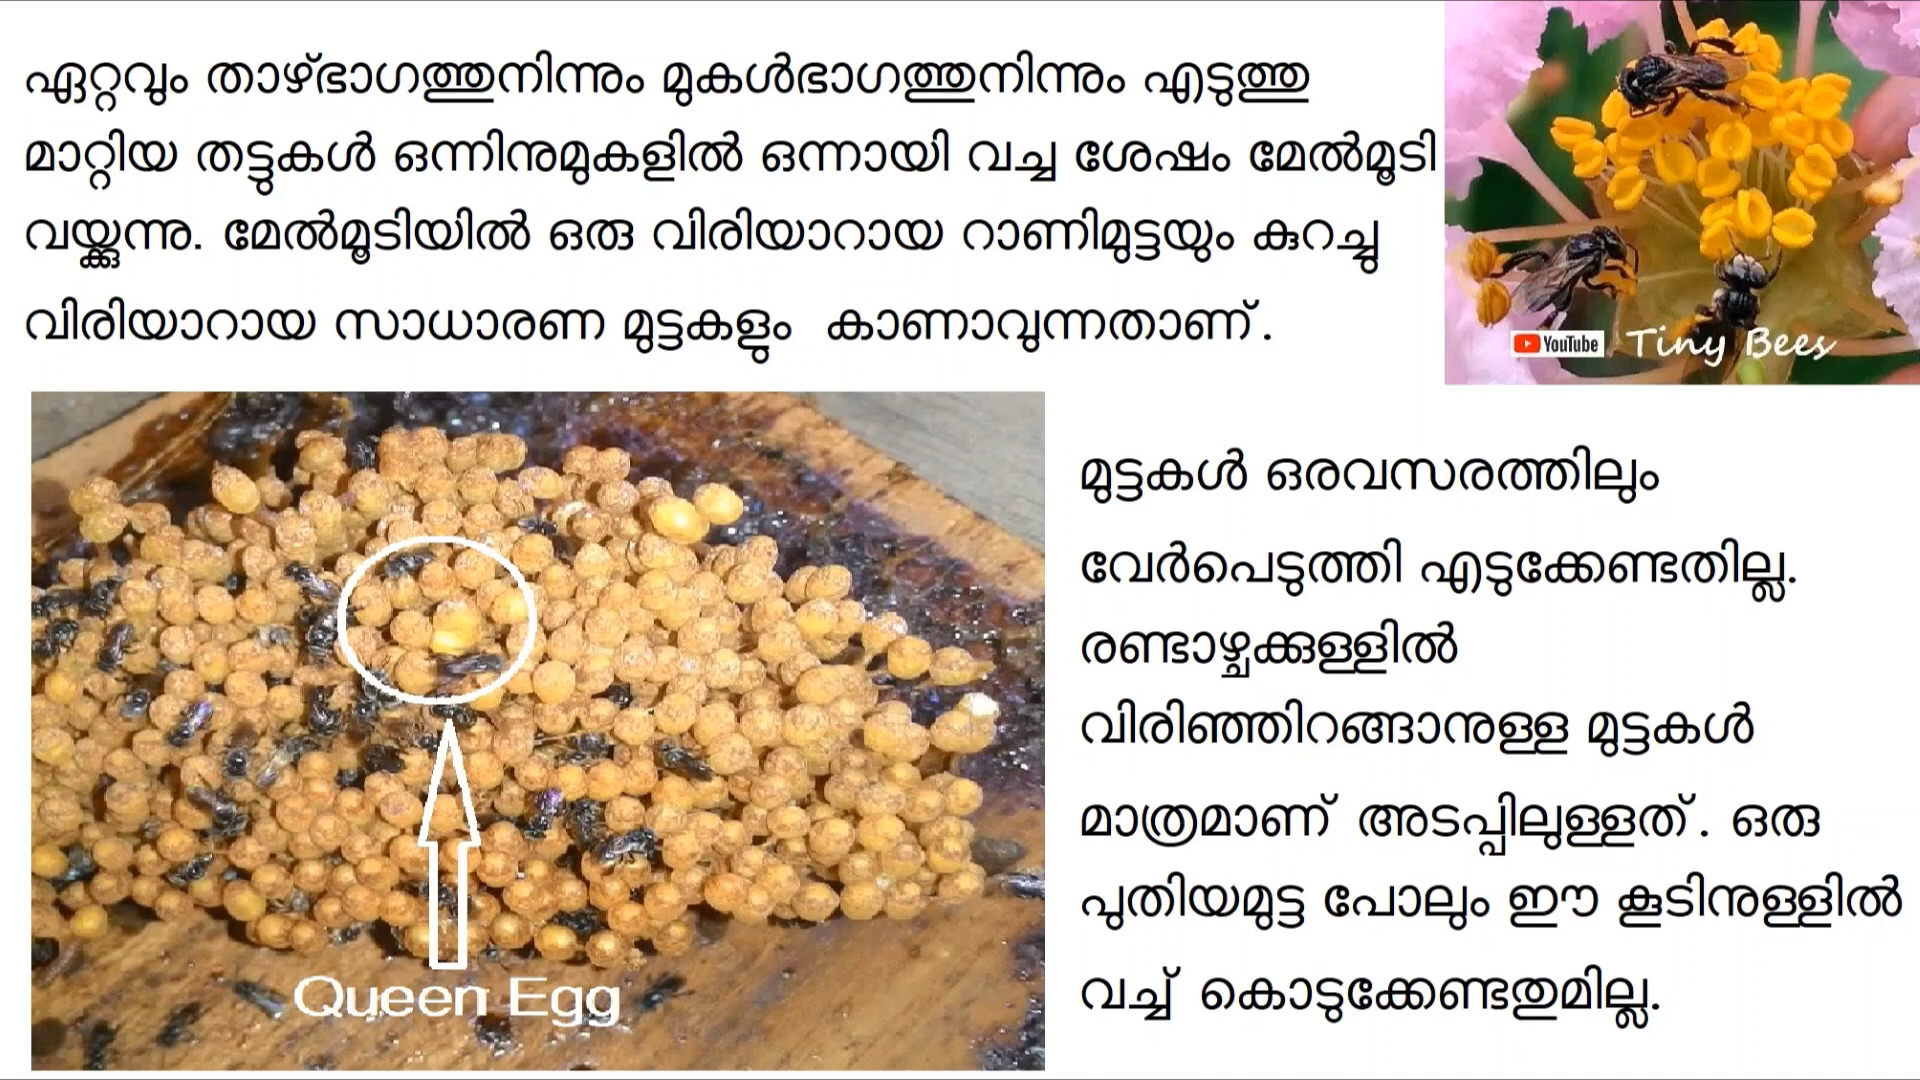 ഏറ്റവും താഴ്ഭാഗത്തുനിന്നും മുകൾഭാഗത്തുനിന്നും എടുത്തു
മാറ്റിയ തട്ടുകൾ ഒന്നിനുമുകളിൽ ഒന്നായി വച്ച ശേഷം മേൽമൂടി
വയ്ക്കുന്നു. മേൽമൂടിയിൽ ഒരു വിരിയാറായ റാണിമുട്ടയും കുറച്ചു
വിരിയാറായ സാധാരണ മുട്ടകളും കാണാവുന്നതാണ്.
YouTube Tiny Bees
മുട്ടകൾ ഒരവസരത്തിലും
വേർപെടുത്തി എടുക്കേണ്ടതില്ല.
രണ്ടാഴ്ചക്കുള്ളിൽ
വിരിഞ്ഞിറങ്ങാനുള്ള മുട്ടകൾ
മാത്രമാണ് അടപ്പിലുള്ളത്. ഒരു
പുതിയമുട്ട പോലും ഈ കൂടിനുള്ളിൽ
വച്ച് കൊടുക്കേണ്ടതുമില്ല.
Queen Egg